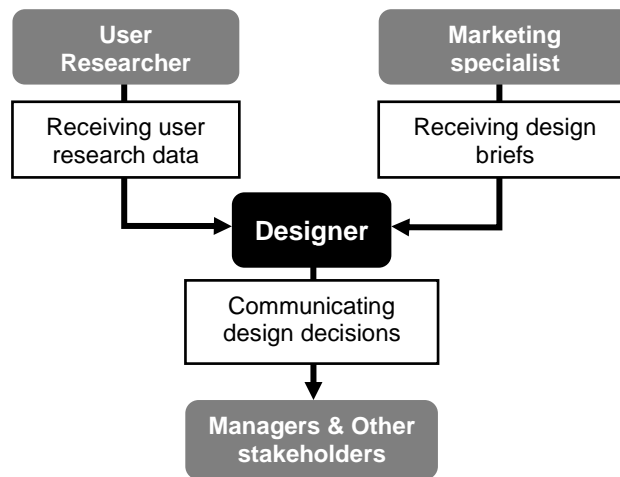 User
Researcher
Marketing
specialist
Receiving user
research data
Receiving design
briefs
Designer
Communicating
design decisions
Managers & Other
stakeholders